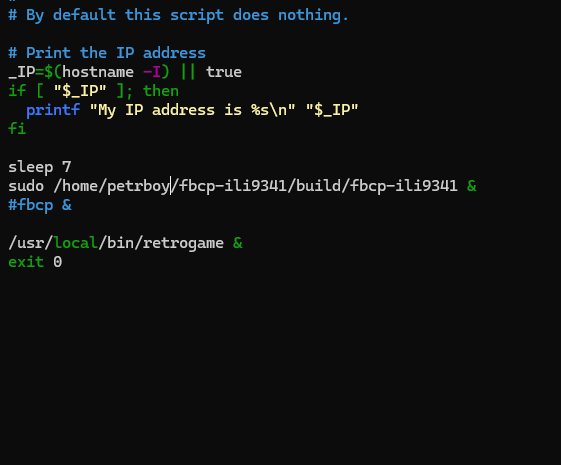 #
# By default this script does nothing.
# Print the IP address
_IP=$(hostname -I) || true
if [ "$_IP" ]; then
  printf "My IP address is %s\n" "$_IP"
fi
sleep 7
sudo /home/petrboy/fbcp-ili9341/build/fbcp-ili9341 &
#fbcp &
/usr/local/bin/retrogame &
exit 0